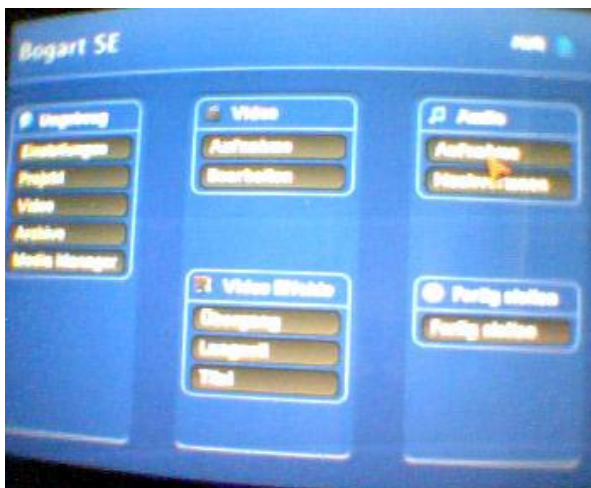 Bogart SE
Umgebung
Einstellungen
Projekt
Video
Archive
Media Manager
Video
Aufnahme
Bearbeiten
Video Effekte
Übergang
Langzeit
Titel
Audio
Aufnahme
Fertig stellen
Fertig stellen